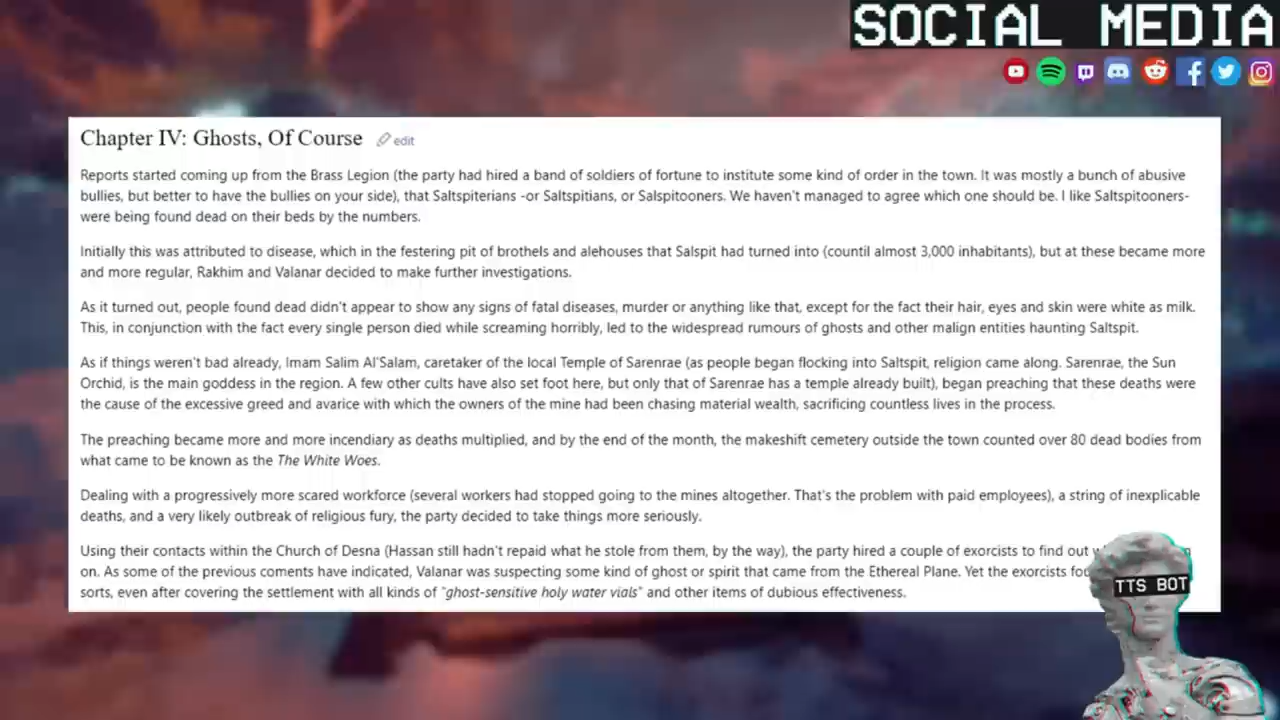 SOCIAL MEDIA
Chapter IV: Ghosts, Of Course edit
Reports started coming up from the Brass Legion (the party had hired a band of soldiers of fortune to institute some kind of order in the town. It was mostly a bunch of abusive
bullies, but better to have the bullies on your side), that Saltspiterians -or Saltspitians, or Salspitooners. We haven't managed to agree which one should be. I like Saltspitooners-
were being found dead on their beds by the numbers.
Initially this was attributed to disease, which in the festering pit of brothels and alehouses that Salspit had turned into (countil almost 3,000 inhabitants), but at these became more
and more regular, Rakhim and Valanar decided to make further investigations.
As it turned out, people found dead didn't appear to show any signs of fatal diseases, murder or anything like that, except for the fact their hair, eyes and skin were white as milk.
This, in conjunction with the fact every single person died while screaming horribly, led to the widespread rumours of ghosts and other malign entities haunting Saltspit.
As if things weren't bad already, Imam Salim Al'Salam, caretaker of the local Temple of Sarenrae (as people began flocking into Saltspit, religion came along. Sarenrae, the Sun
Orchid, is the main goddess in the region. A few other cults have also set foot here, but only that of Sarenrae has a temple already built), began preaching that these deaths were
the cause of the excessive greed and avarice with which the owners of the mine had been chasing material wealth, sacrificing countless lives in the process.
The preaching became more and more incendiary as deaths multiplied, and by the end of the month, the makeshift cemetery outside the town counted over 80 dead bodies from
what came to be known as the The White Woes.
Dealing with a progressively more scared workforce (several workers had stopped going to the mines altogether. That's the problem with paid employees), a string of inexplicable
deaths, and a very likely outbreak of religious fury, the party decided to take things more seriously.
Using their contacts within the Church of Desna (Hassan still hadn't repaid what he stole from them, by the way), the party hired a couple of exorcists to find out
on. As some of the previous coments have indicated, Valanar was suspecting some kind of ghost or spirit that came from the Ethereal Plane. Yet the exorcists
sorts, even after covering the settlement with all kinds of "ghost-sensitive holy water vials" and other items of dubious effectiveness.
TTS BOT